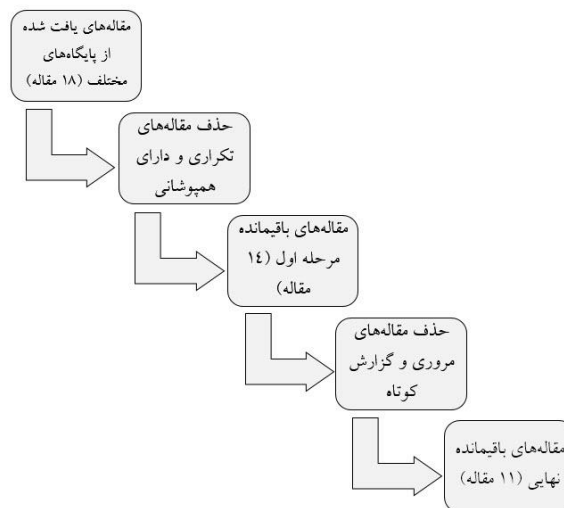 مقاله‌های یافت شده
از پایگاه‌های
مختلف (۱۸ مقاله)
حذف مقاله‌های
تکراری و دارای
همپوشانی
مقاله‌های باقیمانده
مرحله اول (۱٤
مقاله)
حذف مقاله‌های
مروری و گزارش
کوتاه
مقاله‌های باقیمانده
نهایی (۱۱ مقاله)